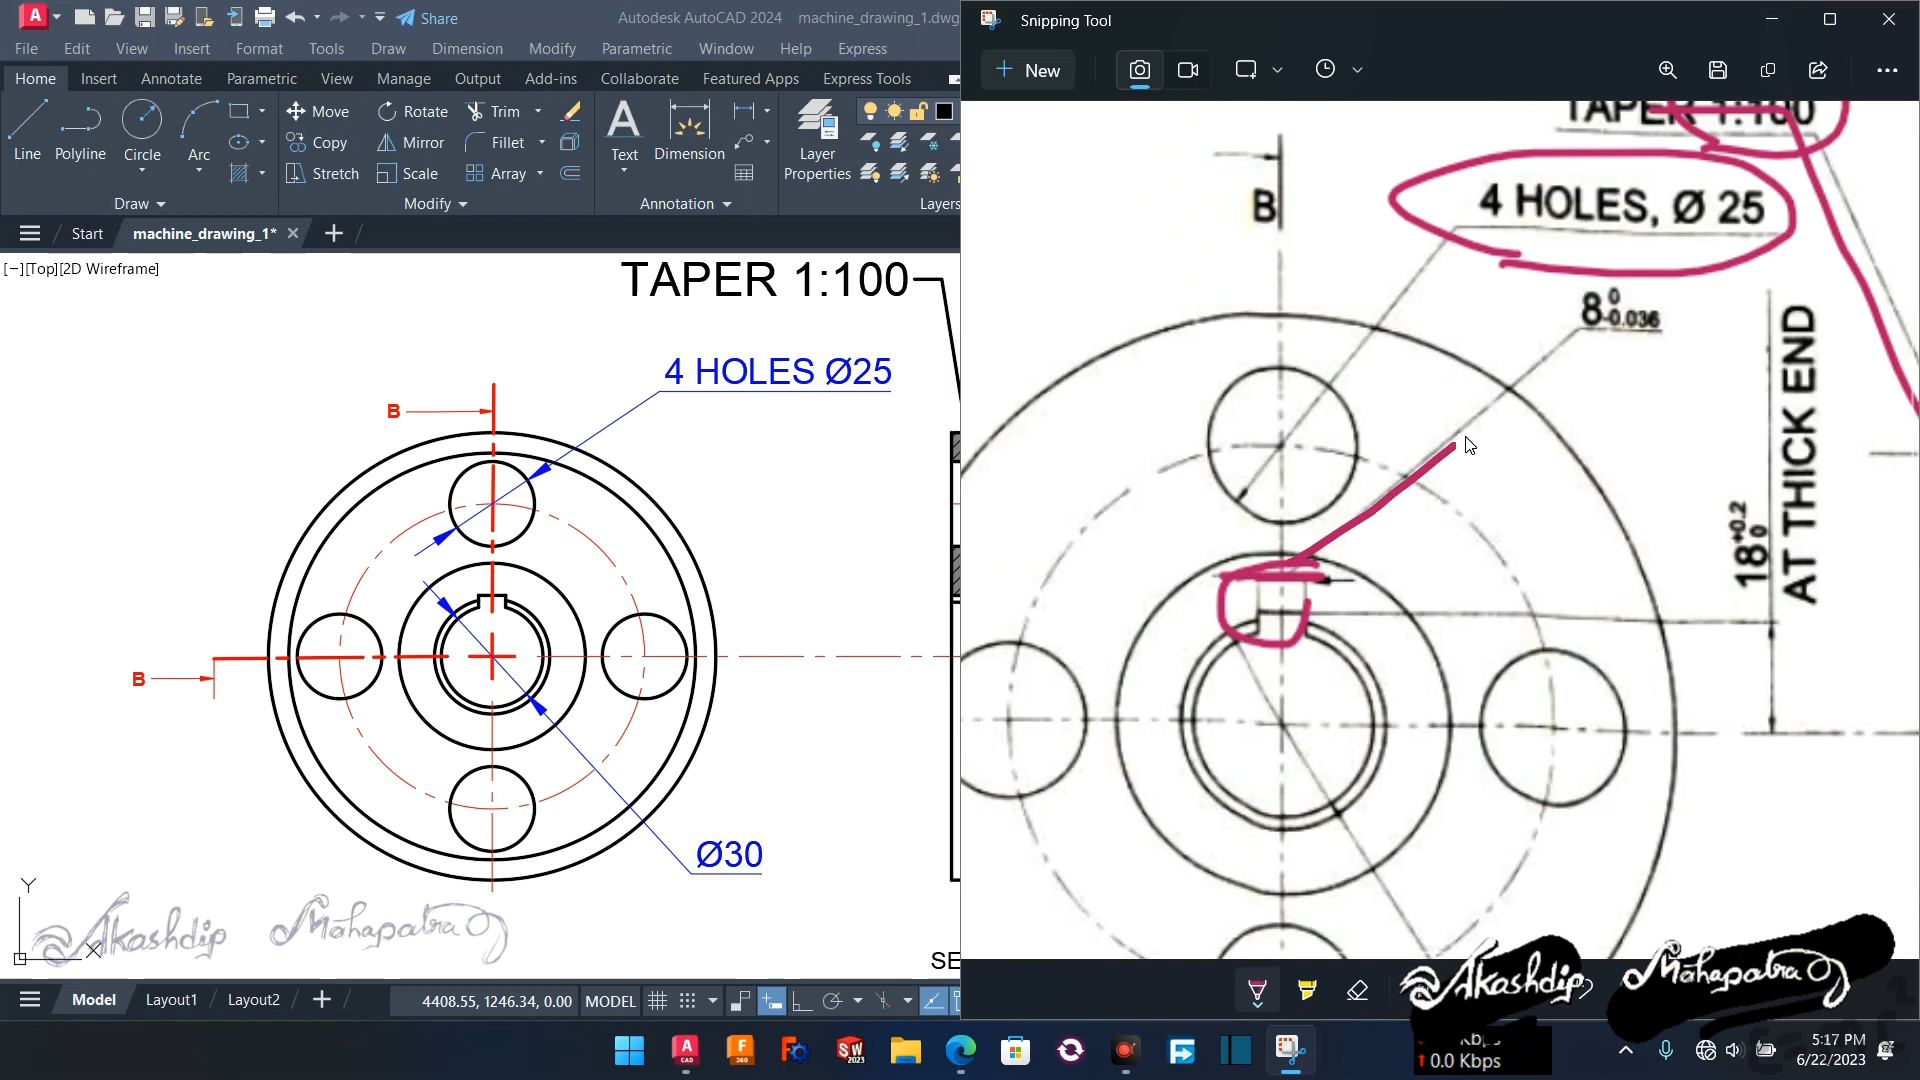 Share
Autodesk AutoCAD 2024 machine_drawing_1.dwg
File Edit View Insert Format Tools Draw Dimension Modify Parametric Window Help Express
Home Insert Annotate Parametric View Manage Output Add-ins Collaborate Featured Apps Express Tools
Line Polyline Circle Arc
Move Rotate Trim
Copy Mirror Fillet
Stretch Scale Array
Text Dimension
Layer Properties
Draw Modify Annotation Layers
Start machine_drawing_1*
[−][Top][2D Wireframe]
TAPER 1:100
4 HOLES Ø25
B
B
Ø30
Y
X
Akashdip Mahapatra
SE
Model Layout1 Layout2
4408.55, 1246.34, 0.00 MODEL
Snipping Tool
New
TAPER 1:100
B
4 HOLES, Ø 25
8 0 -0.036
18 +0.2 0
AT THICK END
Akashdip Mahapatra
Kbps
0.0 Kbps
5:17 PM
6/22/2023